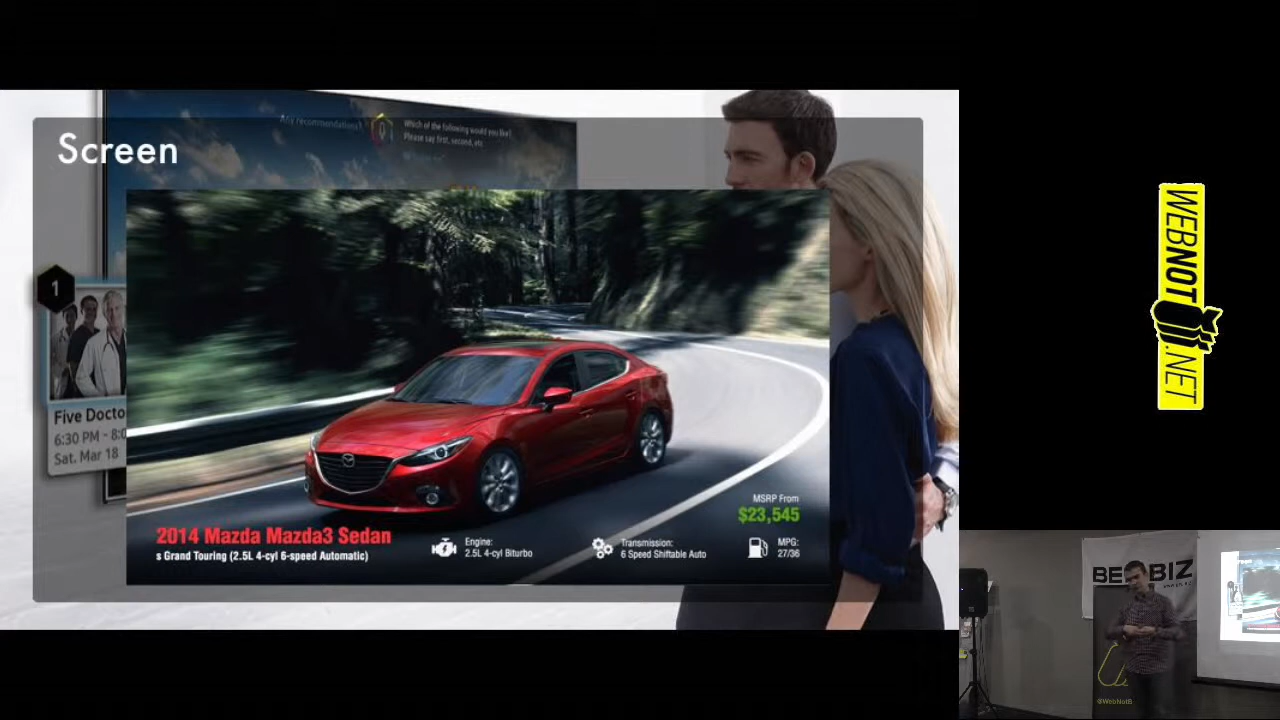 Screen
Any recommendations?
Which of the following would you like?
Please say first, second, etc
1
Five Docto
6:30 PM - 8:0
Sat. Mar 18
MSRP From
$23,545
2014 Mazda Mazda3 Sedan
s Grand Touring (2.5L 4-cyl 6-speed Automatic)
Engine:
2.5L 4-cyl Biturbo
Transmission:
6 Speed Shiftable Auto
MPG:
27/36
WEBNOT
.NET
BE
BIZ
@WebNotB